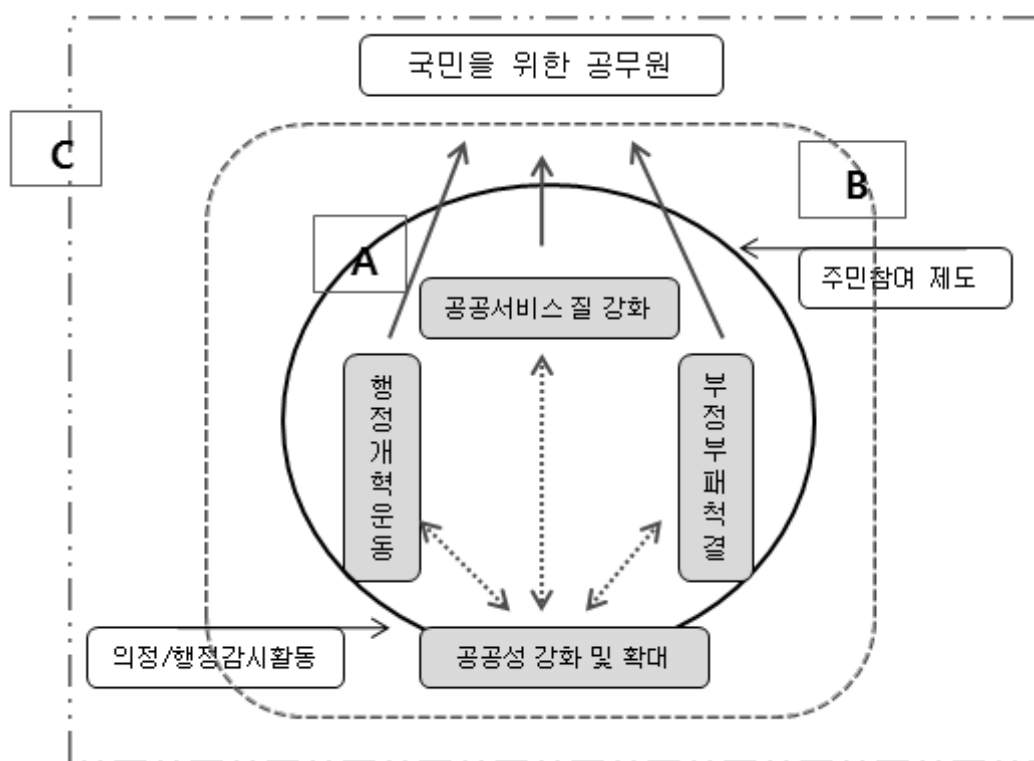 국민을 위한 공무원
C
B
A
주민참여 제도
공공서비스 질 강화
행정개혁운동
부정부패척결
의정/행정감시활동
공공성 강화 및 확대